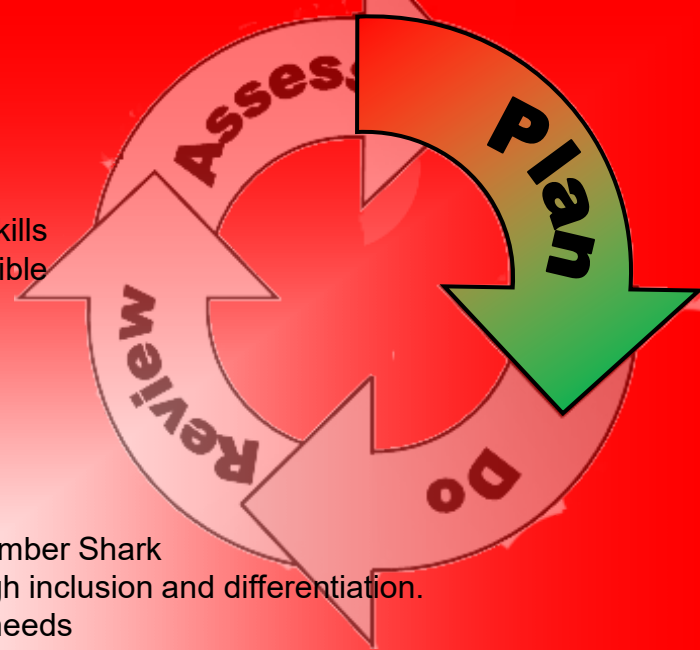 Assess
Plan
kills
ible
Review
Do
mber Shark
gh inclusion and differentiation.
needs